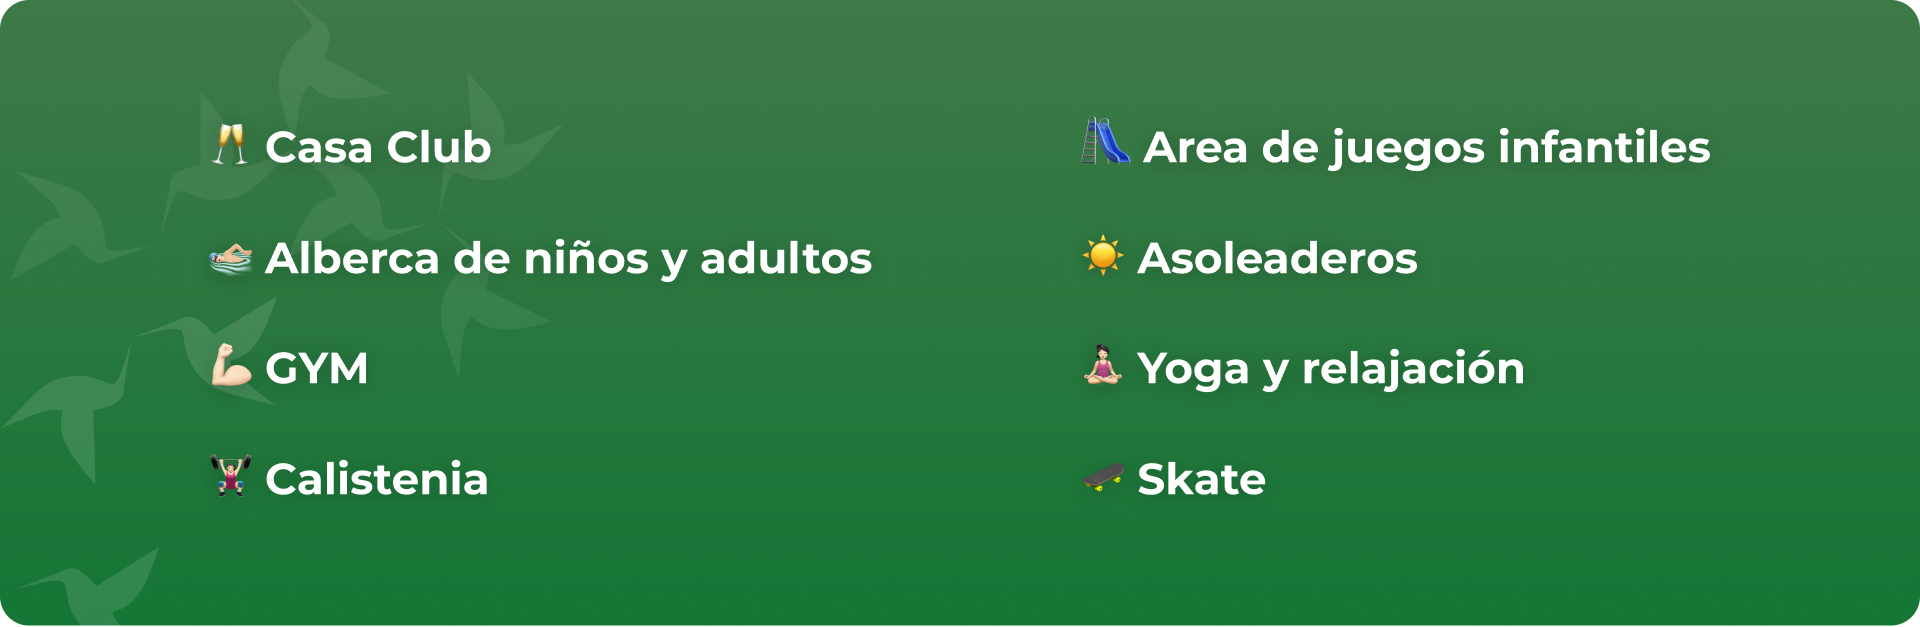 Casa Club
Alberca de niños y adultos
GYM
Calistenia
Area de juegos infantiles
Asoleaderos
Yoga y relajación
Skate